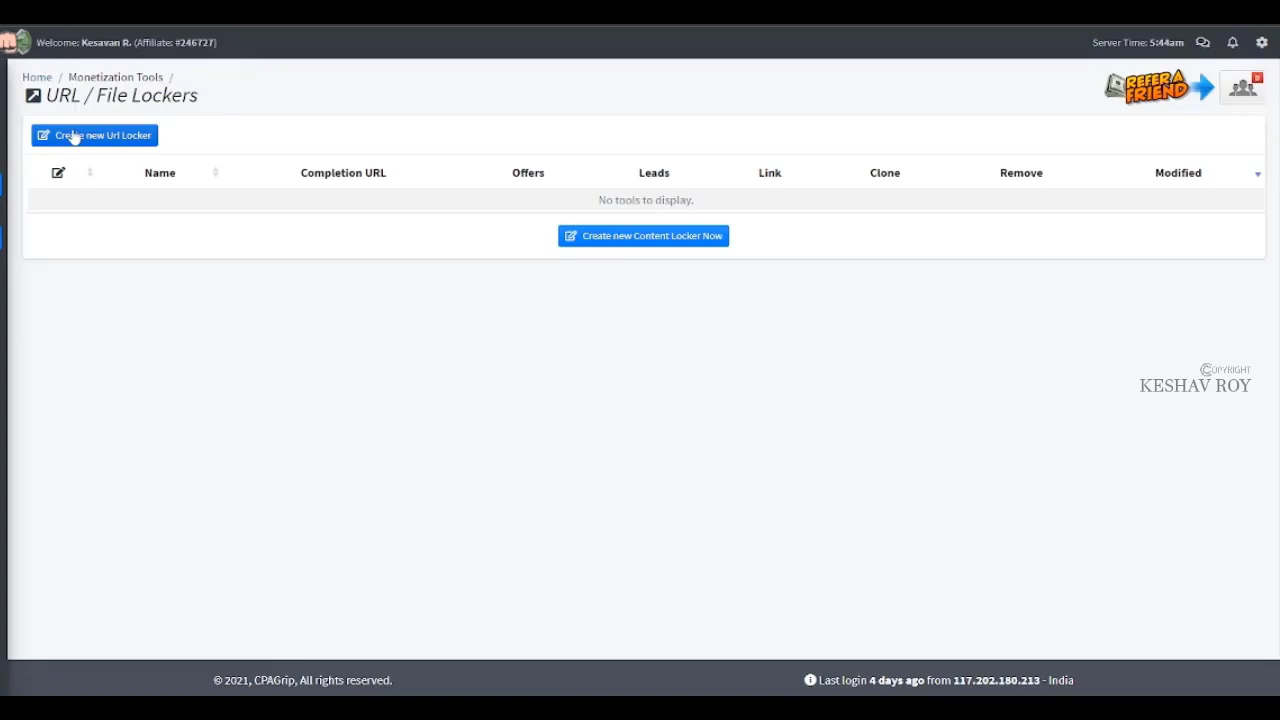 Welcome: Kesavan R. (Affiliate: #246727)
Server Time: 5:44am
Home / Monetization Tools /
URL / File Lockers
REFER A FRIEND
Create new Url Locker
Name Completion URL Offers Leads Link Clone Remove Modified
No tools to display.
Create new Content Locker Now
©COPYRIGHT
KESHAV ROY
© 2021, CPAGrip, All rights reserved.
Last login 4 days ago from 117.202.180.213 - India